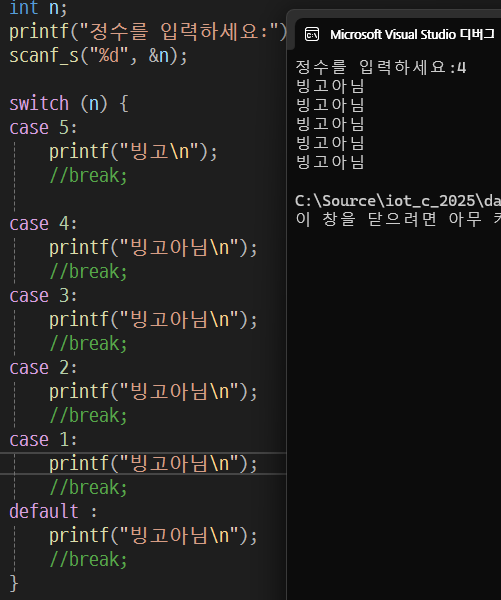 int n;
printf("정수를 입력하세요:")
scanf_s("%d", &n);
switch (n) {
case 5:
printf("빙고\n");
//break;
case 4:
printf("빙고아님\n");
//break;
case 3:
printf("빙고아님\n");
//break;
case 2:
printf("빙고아님\n");
//break;
case 1:
printf("빙고아님\n");
//break;
default :
printf("빙고아님\n");
//break;
}
Microsoft Visual Studio 디버그
정수를 입력하세요:4
빙고아님
빙고아님
빙고아님
빙고아님
빙고아님
C:\Source\iot_c_2025\da
이 창을 닫으려면 아무